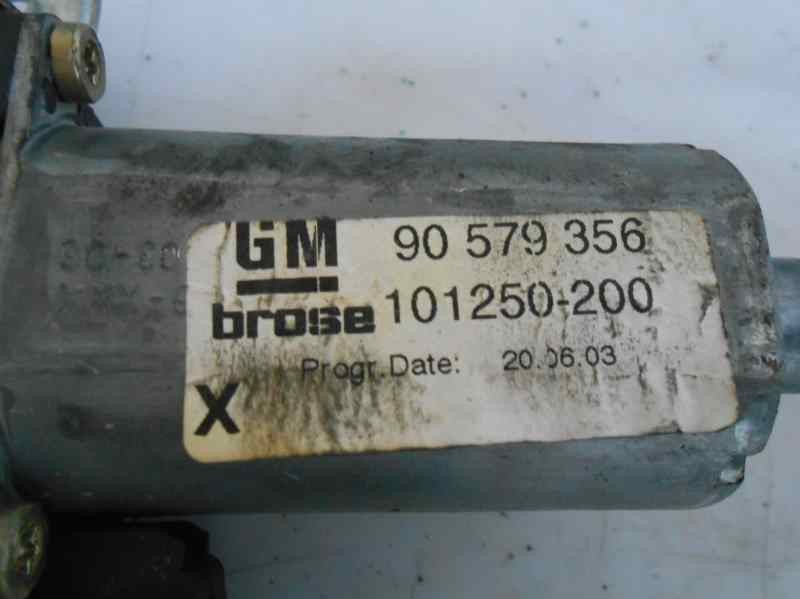 GM 90 579 356
brose 101250-200
Progr.Date: 20.06.03
X